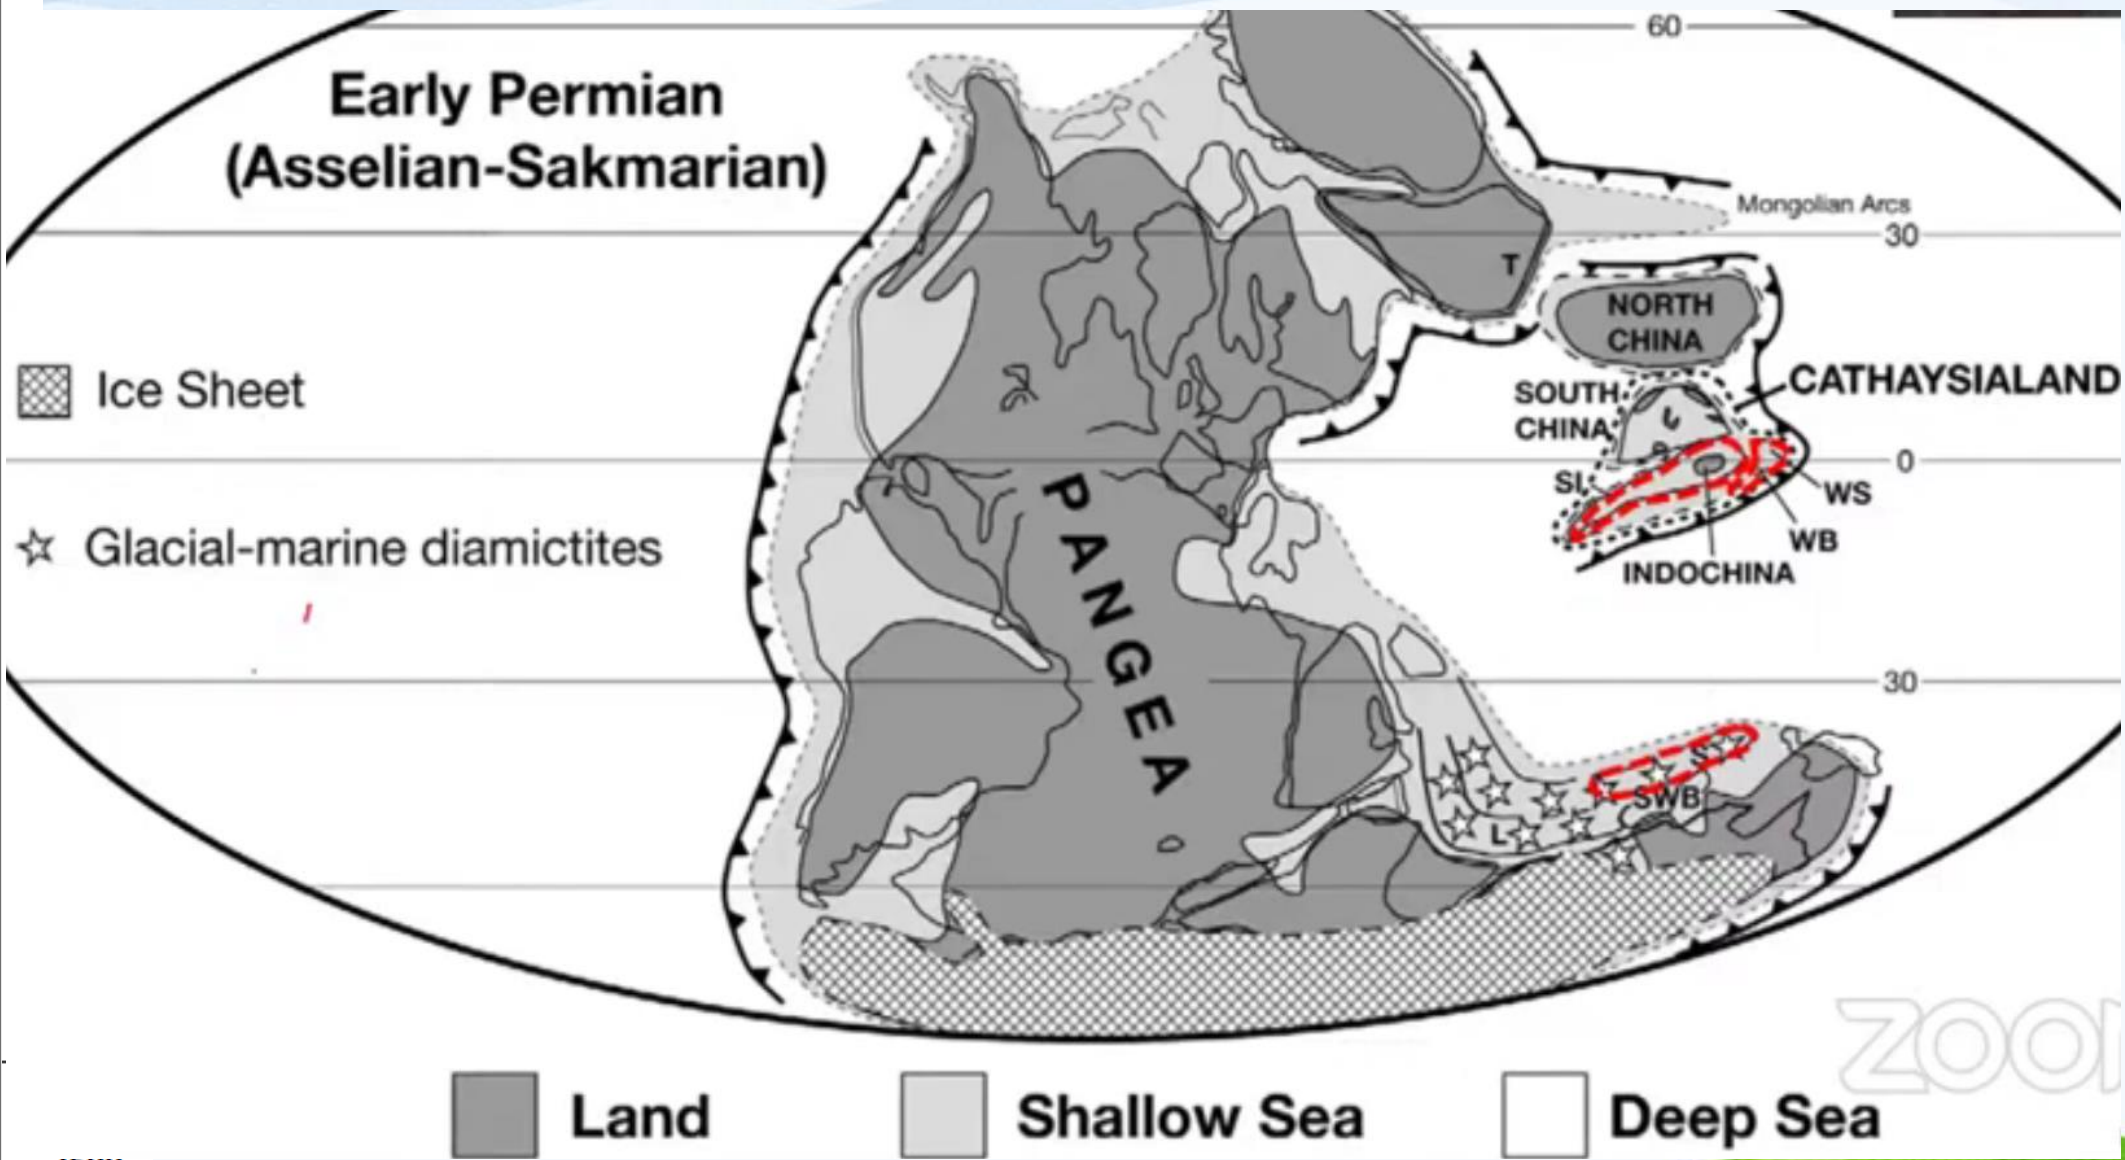 60
Early Permian
(Asselian-Sakmarian)
Mongolian Arcs
30
T
NORTH
CHINA
Ice Sheet
CATHAYSIALAND
SOUTH
CHINA
0
SI
WS
PANGEA
WB
Glacial-marine diamictites
INDOCHINA
30
S
SWB
L
ZOO
Land
Shallow Sea
Deep Sea